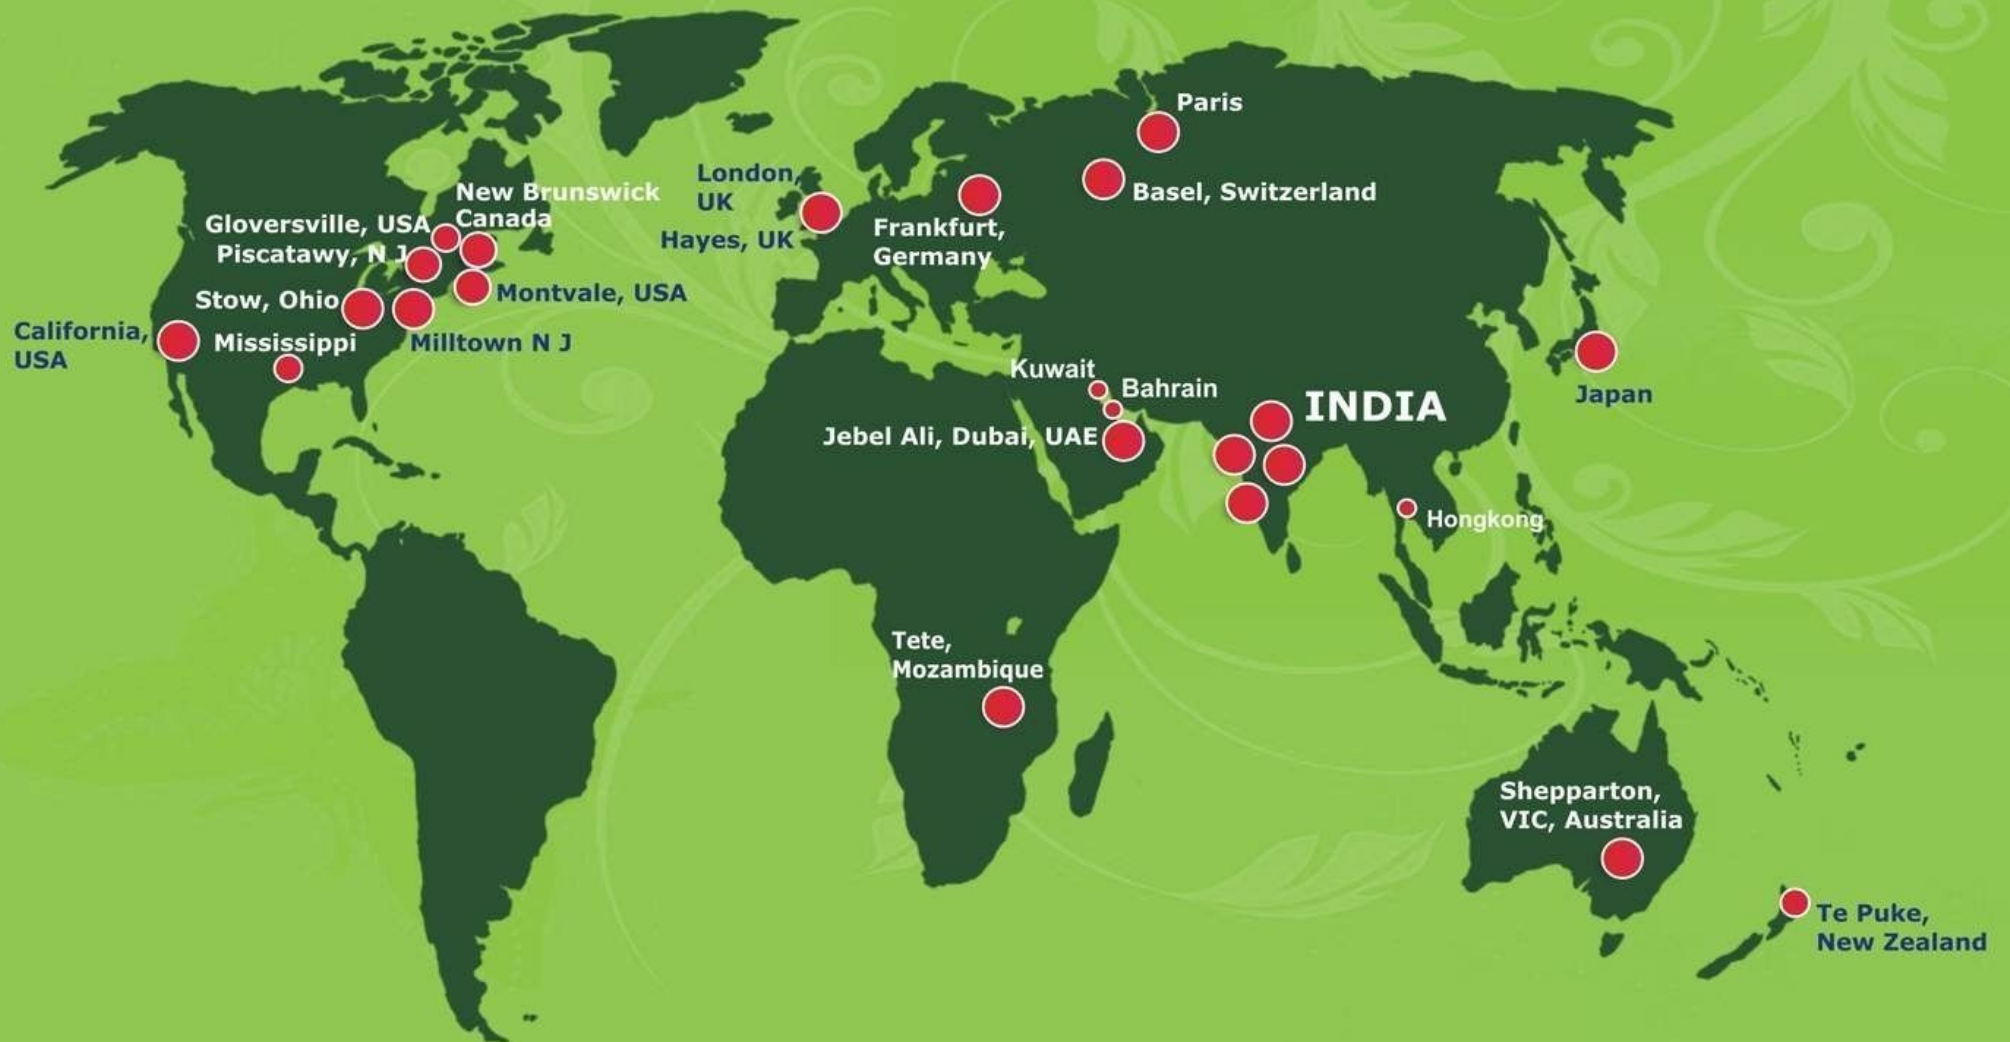 Paris
London,
UK
Hayes, UK
Basel, Switzerland
Frankfurt,
Germany
New Brunswick
Canada
Gloversville, USA
Piscatawy, N J
Stow, Ohio
Montvale, USA
California,
USA
Mississippi
Milltown N J
Kuwait
Bahrain
Jebel Ali, Dubai, UAE
INDIA
Japan
Hongkong
Tete,
Mozambique
Shepparton,
VIC, Australia
Te Puke,
New Zealand